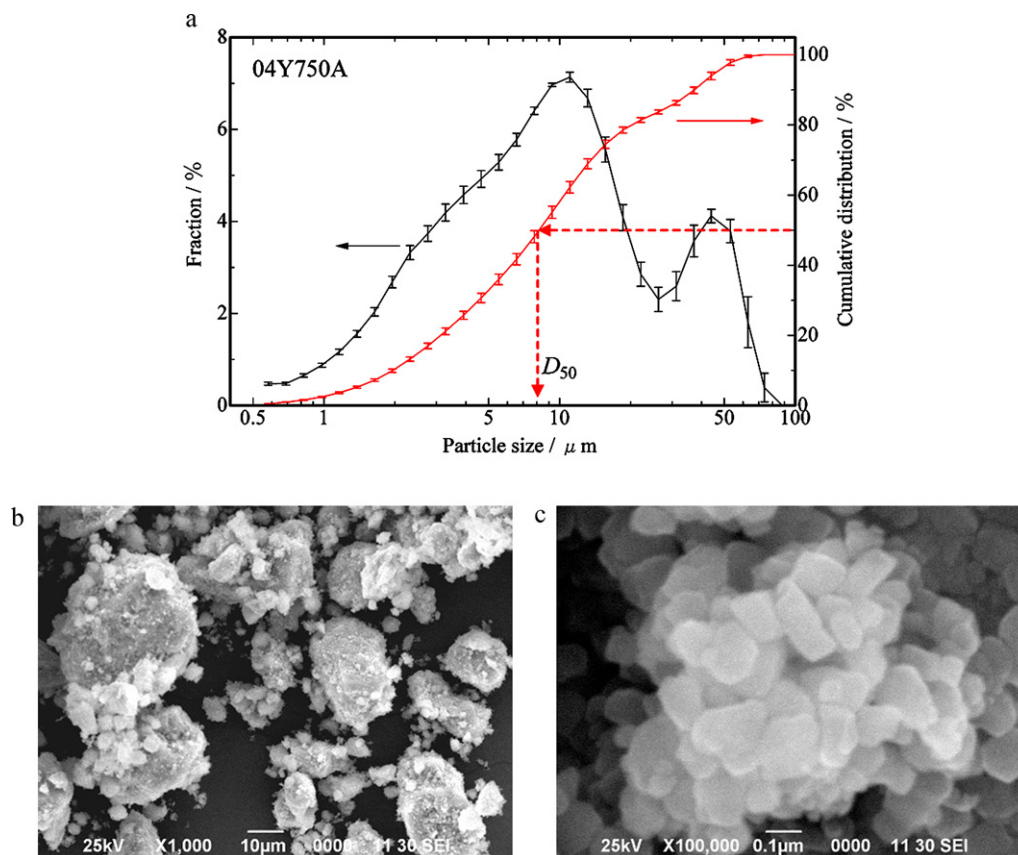 a
04Y750A
8
6
4
2
0
Fraction / %
100
80
60
40
20
0
Cumulative distribution / %
D50
0.5 1 5 10 50 100
Particle size / μ m
b
c
25kV X1,000 10μm 0000 11 30 SEI
25kV X100,000 0.1μm 0000 11 30 SEI